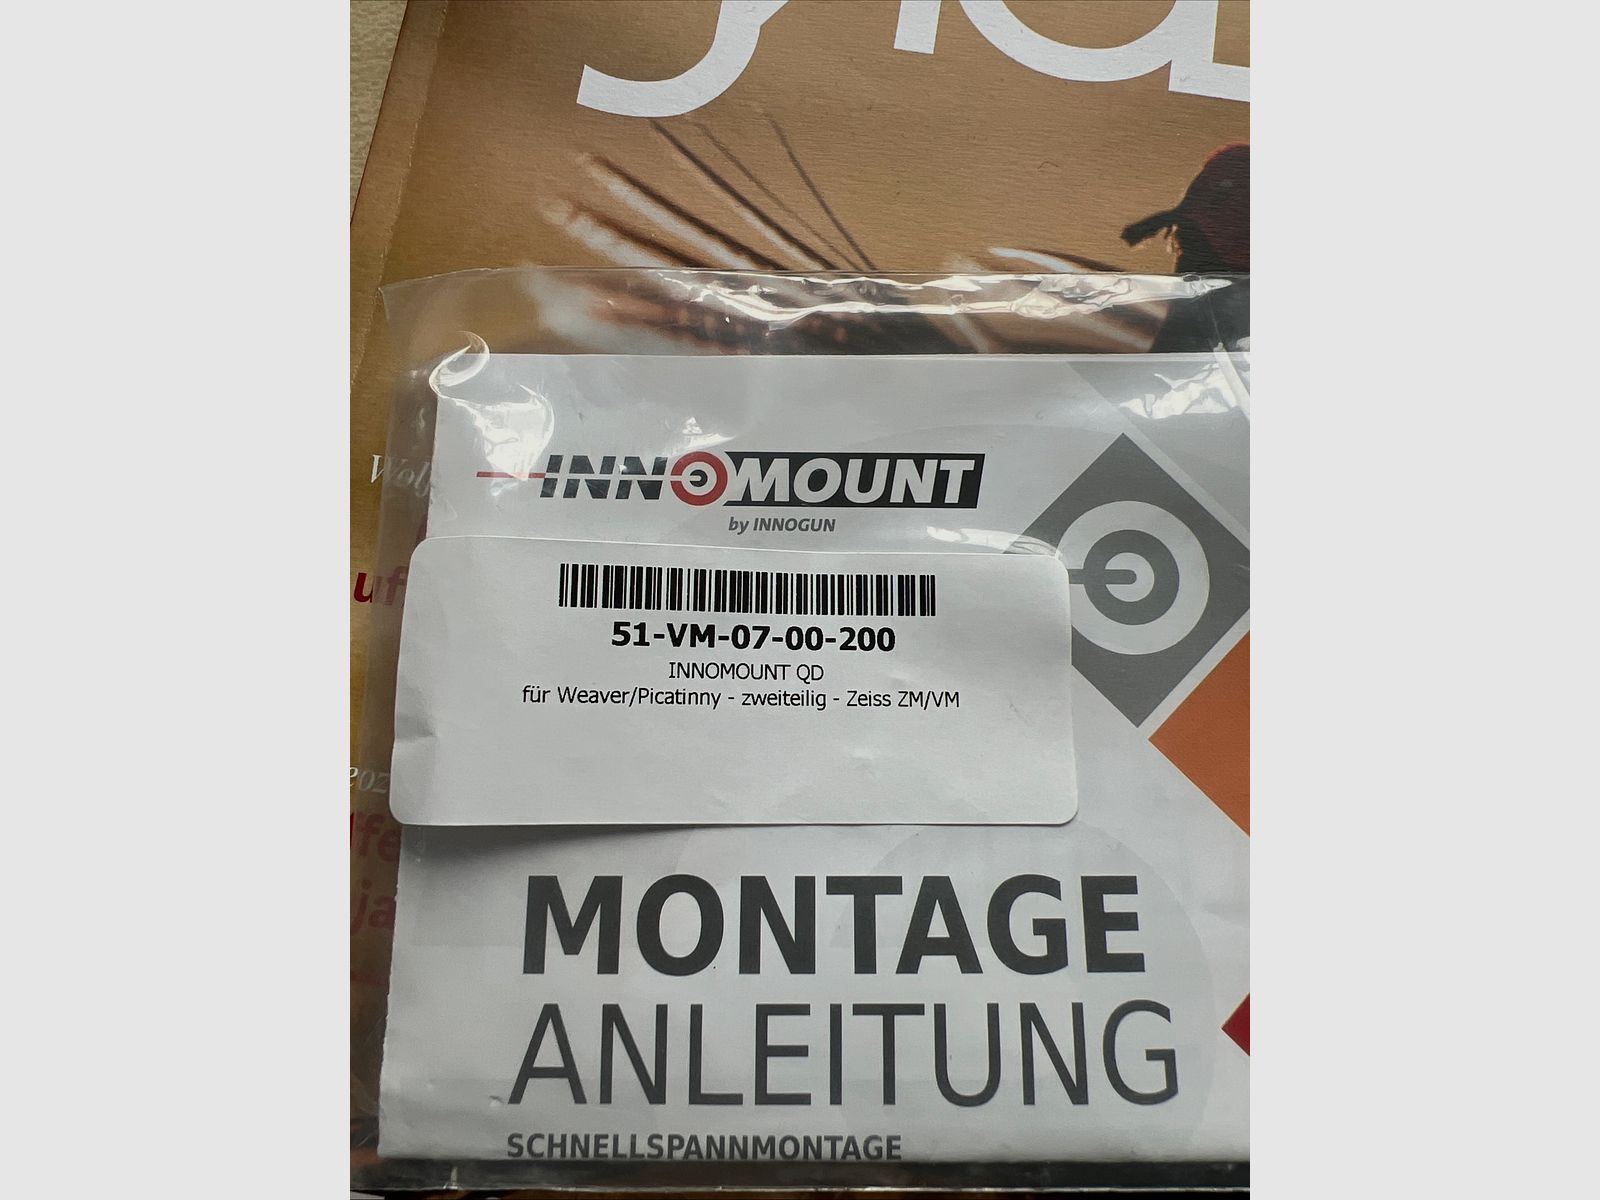 INNOMOUNT
by INNOGUN
51-VM-07-00-200
INNOMOUNT QD
für Weaver/Picatinny - zweiteilig - Zeiss ZM/VM
MONTAGE
ANLEITUNG
SCHNELLSPANNMONTAGE